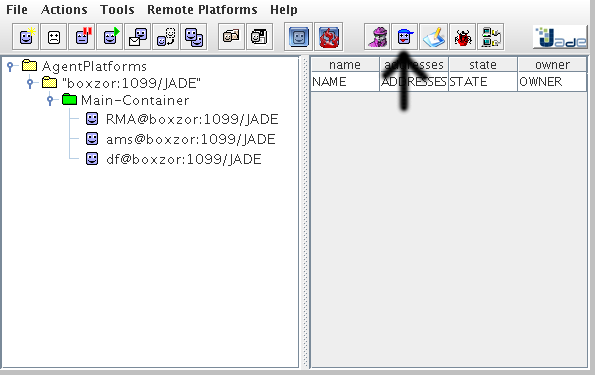 File Actions Tools Remote Platforms Help
Jade
AgentPlatforms
"boxzor:1099/JADE"
Main-Container
RMA@boxzor:1099/JADE
ams@boxzor:1099/JADE
df@boxzor:1099/JADE
name addresses state owner
NAME ADDRESSES STATE OWNER